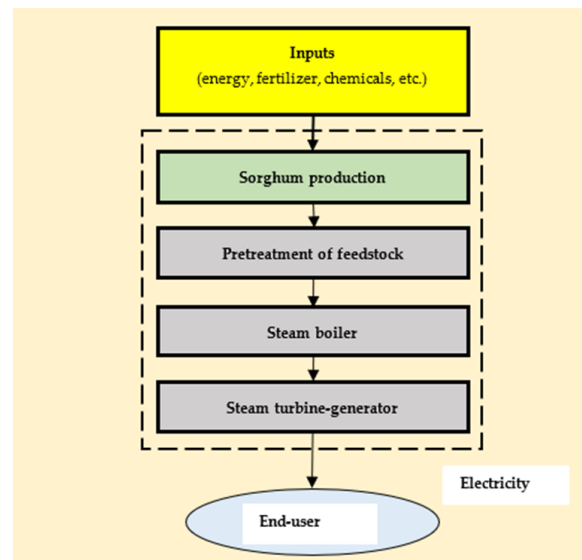 Inputs
(energy, fertilizer, chemicals, etc.)
Sorghum production
Pretreatment of feedstock
Steam boiler
Steam turbine-generator
Electricity
End-user